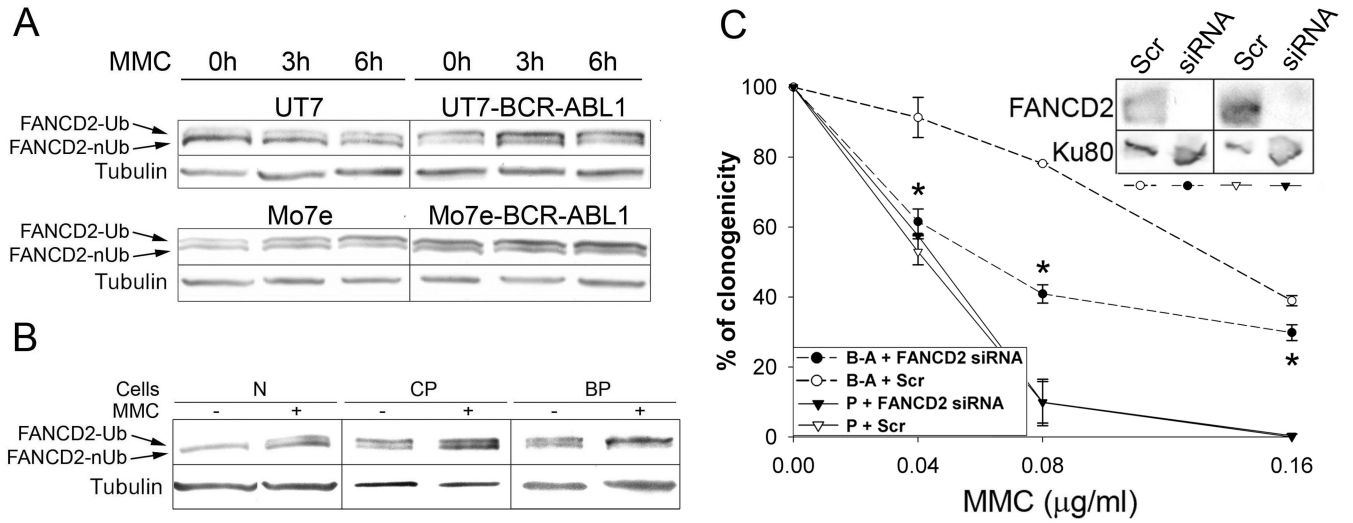 A
MMC 0h 3h 6h 0h 3h 6h
UT7 UT7-BCR-ABL1
FANCD2-Ub
FANCD2-nUb
Tubulin
Mo7e Mo7e-BCR-ABL1
FANCD2-Ub
FANCD2-nUb
Tubulin
B
Cells N CP BP
MMC - + - + - +
FANCD2-Ub
FANCD2-nUb
Tubulin
C
Scr siRNA Scr siRNA
FANCD2
Ku80
% of clonogenicity
100
80
60
40
20
0
* * *
B-A + FANCD2 siRNA
B-A + Scr
P + FANCD2 siRNA
P + Scr
0.00 0.04 0.08 0.16
MMC (μg/ml)